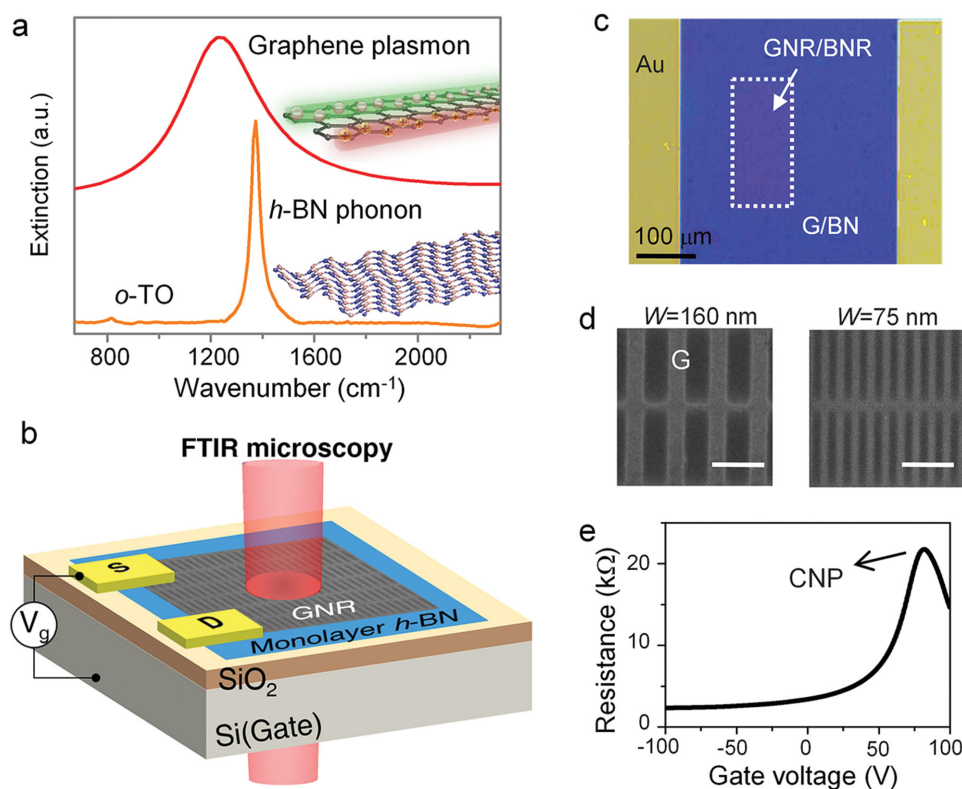 a
Extinction (a.u.)
Graphene plasmon
h-BN phonon
o-TO
800 1200 1600 2000
Wavenumber (cm⁻¹)
b
FTIR microscopy
S
D
GNR
Monolayer h-BN
Vg
SiO₂
Si(Gate)
c
Au
GNR/BNR
G/BN
100 μm
d
W=160 nm
W=75 nm
G
e
Resistance (kΩ)
20
15
10
5
0
CNP
-100 -50 0 50 100
Gate voltage (V)